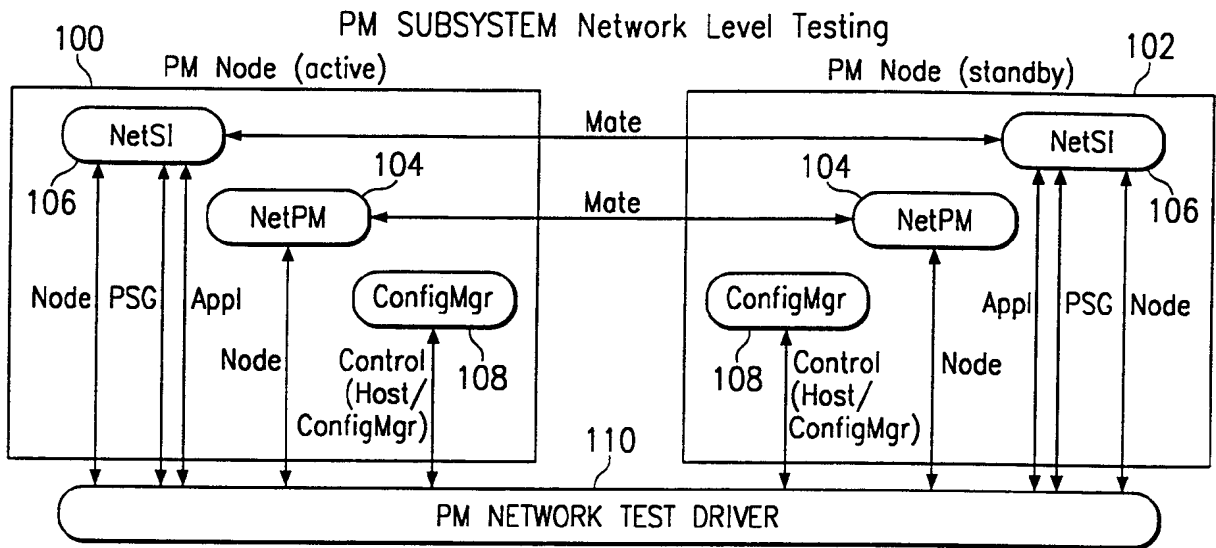 PM SUBSYSTEM Network Level Testing
100
PM Node (active)
PM Node (standby)
102
NetSI
Mate
NetSI
106
104
NetPM
Mate
104
NetPM
106
Node
PSG
Appl
ConfigMgr
108
Node
Control
(Host/
ConfigMgr)
ConfigMgr
108
Control
(Host/
ConfigMgr)
Node
Appl
PSG
Node
110
PM NETWORK TEST DRIVER